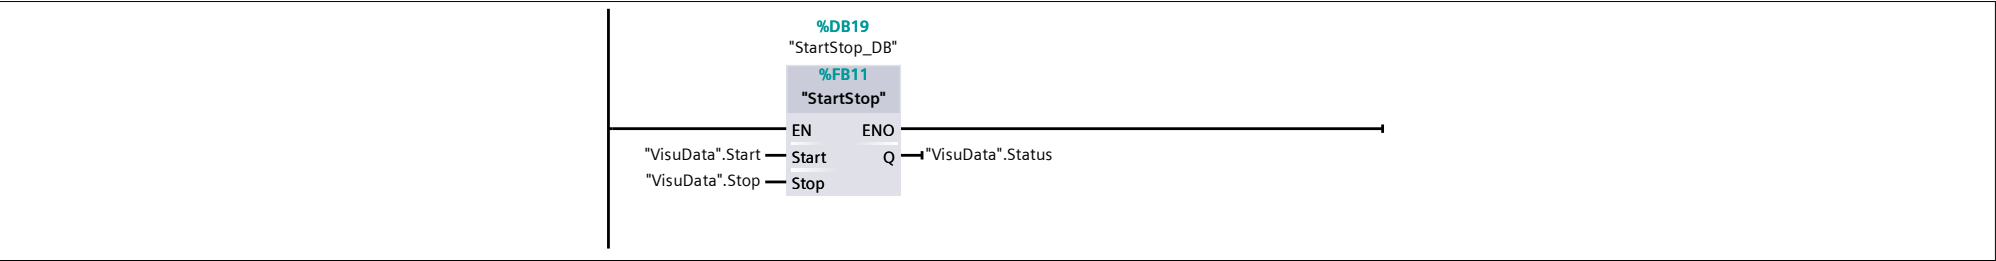 %DB19
"StartStop_DB"
%FB11
"StartStop"
EN ENO
"VisuData".Start Start Q "VisuData".Status
"VisuData".Stop Stop